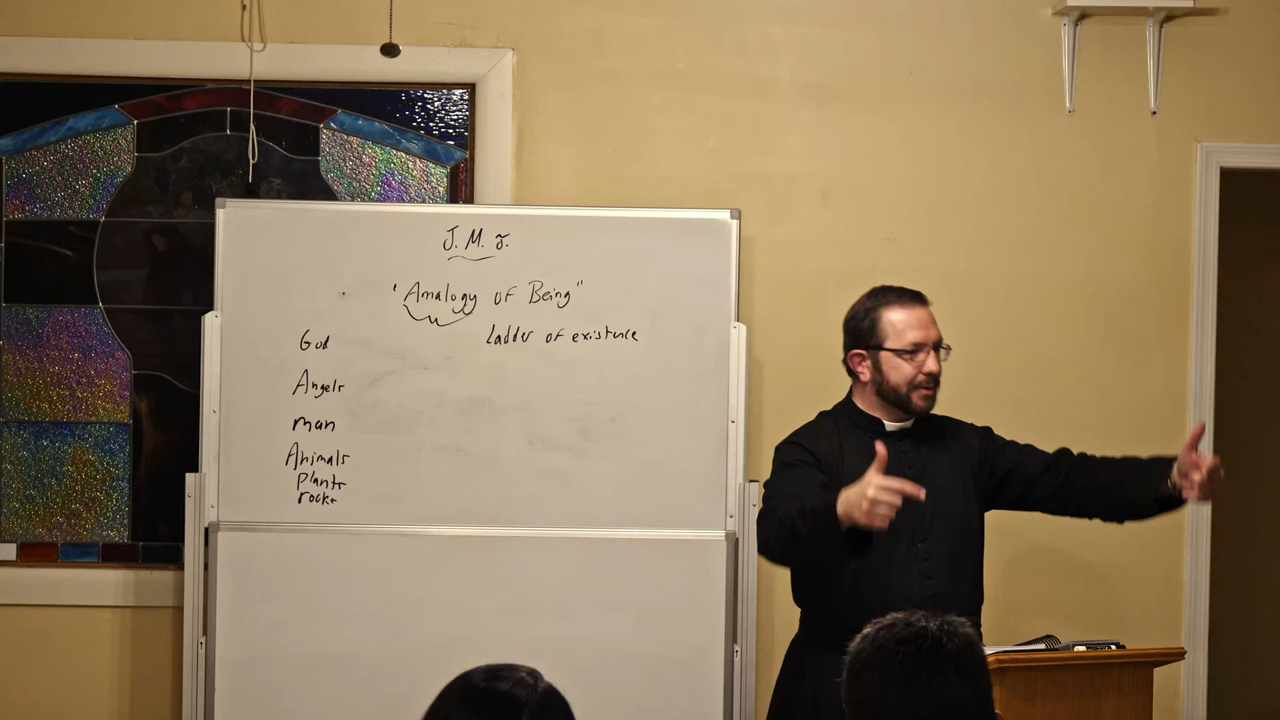 J. M. J.
"Analogy of Being"
Ladder of existence
God
Angels
man
Animals
plants
rocks